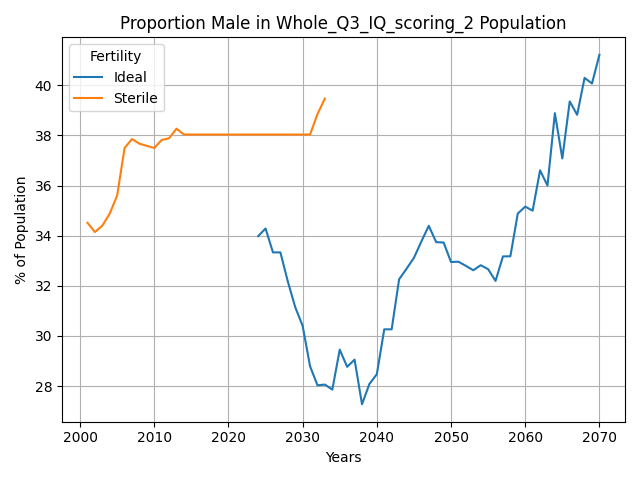 Proportion Male in Whole_Q3_IQ_scoring_2 Population
Fertility
Ideal
Sterile
% of Population
40
38
36
34
32
30
28
2000 2010 2020 2030 2040 2050 2060 2070
Years